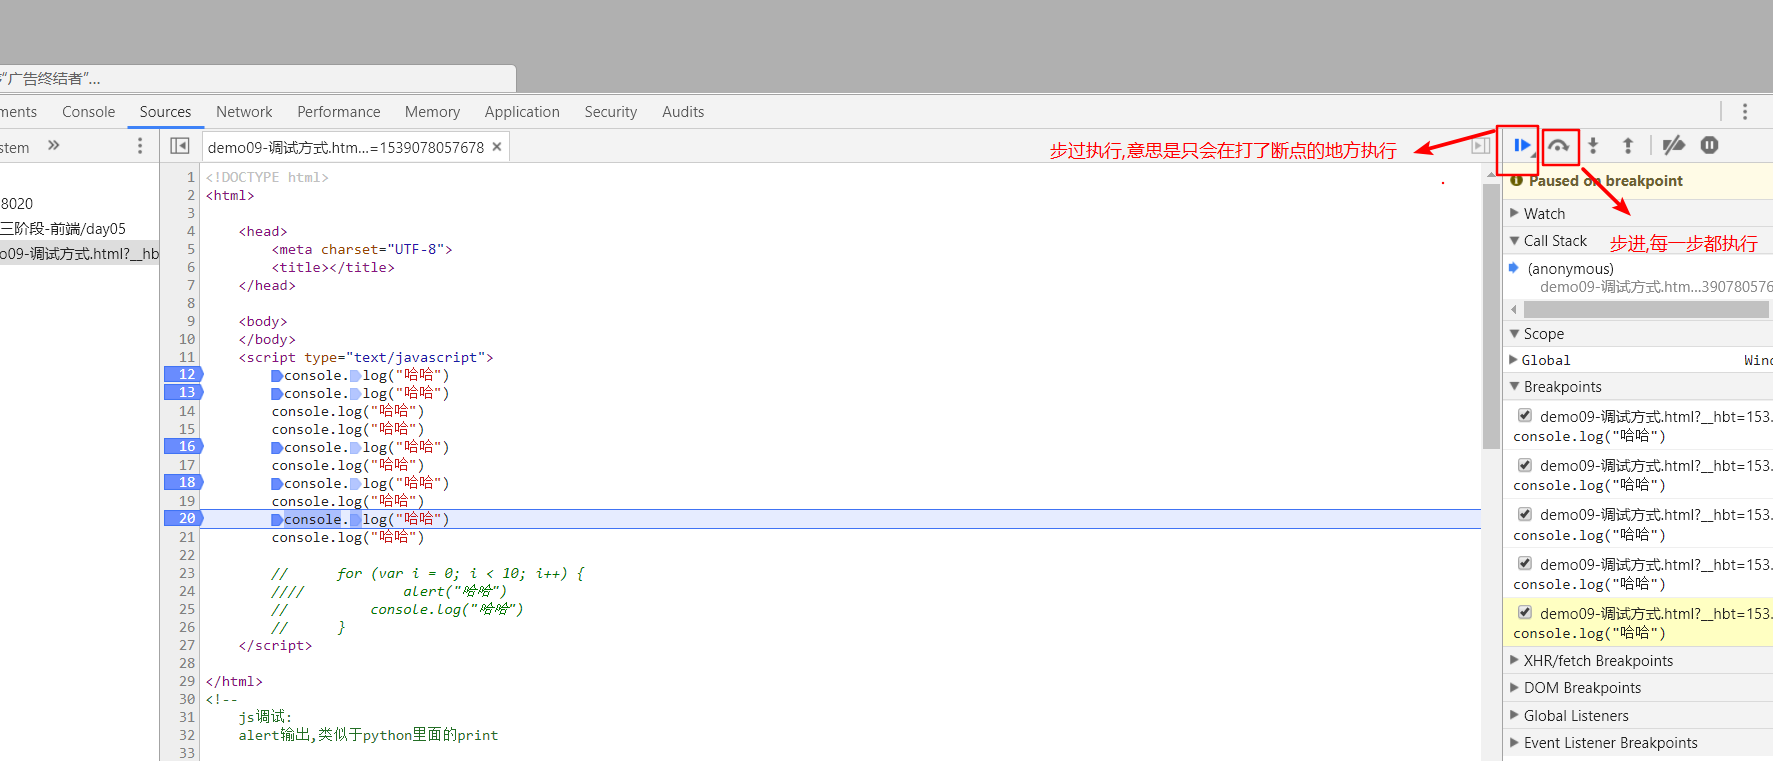 “广告终结者”...
ments Console Sources Network Performance Memory Application Security Audits
stem »
demo09-调试方式.htm...=1539078057678 ×
步过执行,意思是只会在打了断点的地方执行
Paused on breakpoint
8020
三阶段-前端/day05
o09-调试方式.html?__hb
1 <!DOCTYPE html>
2 <html>
3
4 <head>
5 <meta charset="UTF-8">
6 <title></title>
7 </head>
8
9 <body>
10 </body>
11 <script type="text/javascript">
12 console.log("哈哈")
13 console.log("哈哈")
14 console.log("哈哈")
15 console.log("哈哈")
16 console.log("哈哈")
17 console.log("哈哈")
18 console.log("哈哈")
19 console.log("哈哈")
20 console.log("哈哈")
21 console.log("哈哈")
22
23 // for (var i = 0; i < 10; i++) {
24 //// alert("哈哈")
25 // console.log("哈哈")
26 // }
27 </script>
28
29 </html>
30 <!--
31 js调试:
32 alert输出,类似于python里面的print
33
Watch
Call Stack
步进,每一步都执行
(anonymous)
demo09-调试方式.htm...390780576
Scope
Global Wind
Breakpoints
demo09-调试方式.html?__hbt=153.
console.log("哈哈")
demo09-调试方式.html?__hbt=153.
console.log("哈哈")
demo09-调试方式.html?__hbt=153.
console.log("哈哈")
demo09-调试方式.html?__hbt=153.
console.log("哈哈")
demo09-调试方式.html?__hbt=153.
console.log("哈哈")
XHR/fetch Breakpoints
DOM Breakpoints
Global Listeners
Event Listener Breakpoints